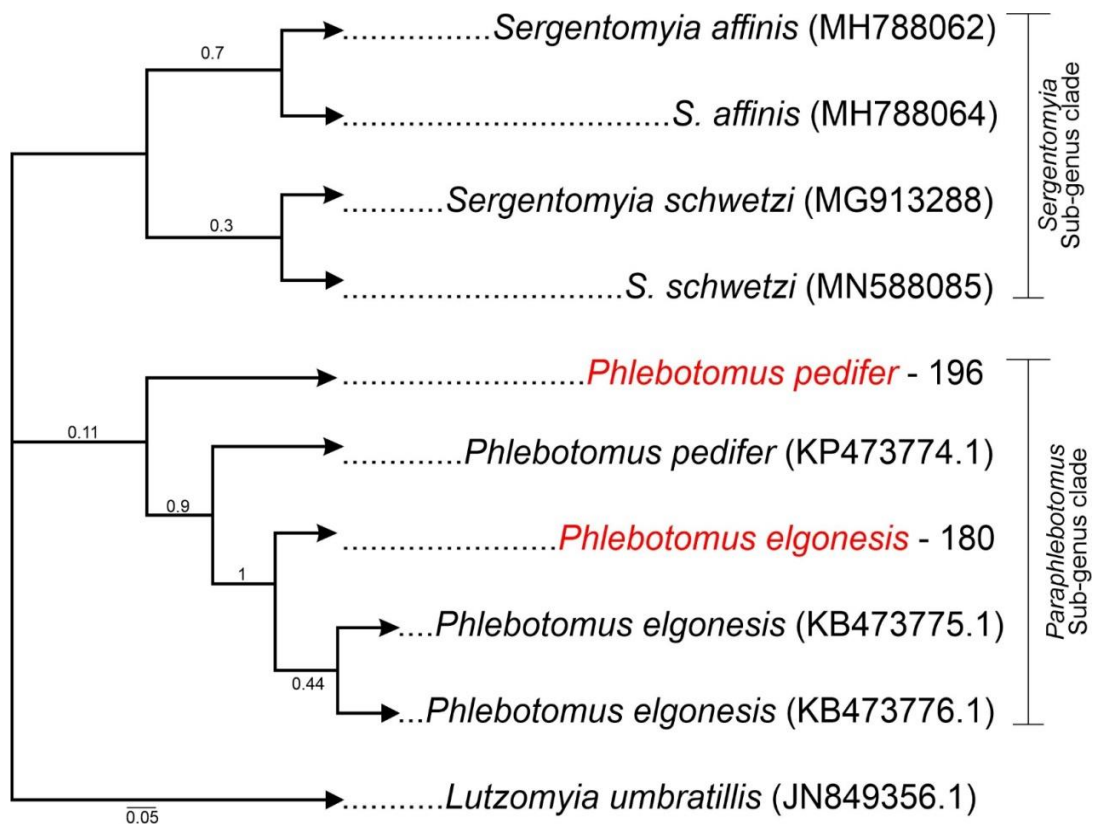 0.7
Sergentomyia affinis (MH788062)
S. affinis (MH788064)
0.3
Sergentomyia schwetzi (MG913288)
S. schwetzi (MN588085)
Sergentomyia
Sub-genus clade
0.11
Phlebotomus pedifer - 196
0.9
Phlebotomus pedifer (KP473774.1)
1
Phlebotomus elgonesis - 180
0.44
Phlebotomus elgonesis (KB473775.1)
Phlebotomus elgonesis (KB473776.1)
Paraphlebotomus
Sub-genus clade
0.05
Lutzomyia umbratillis (JN849356.1)